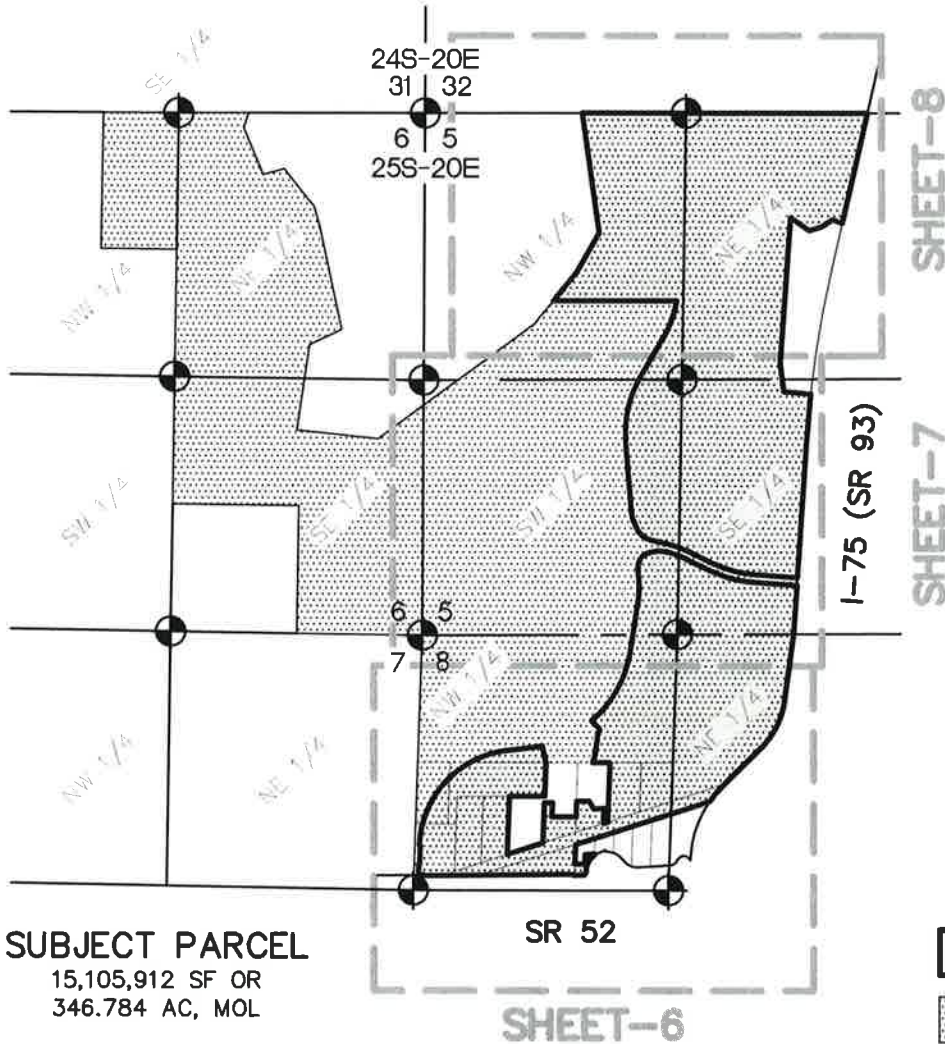 24S-20E
31 32
6 5
25S-20E
SE 1/4
NW 1/4
NE 1/4
NW 1/4
NE 1/4
SHEET-8
SW 1/4
SE 1/4
SW 1/4
SE 1/4
I-75 (SR 93)
SHEET-7
6 5
7 8
NW 1/4
NE 1/4
NW 1/4
NE 1/4
SUBJECT PARCEL
15,105,912 SF OR
346.784 AC, MOL
SR 52
SHEET-6